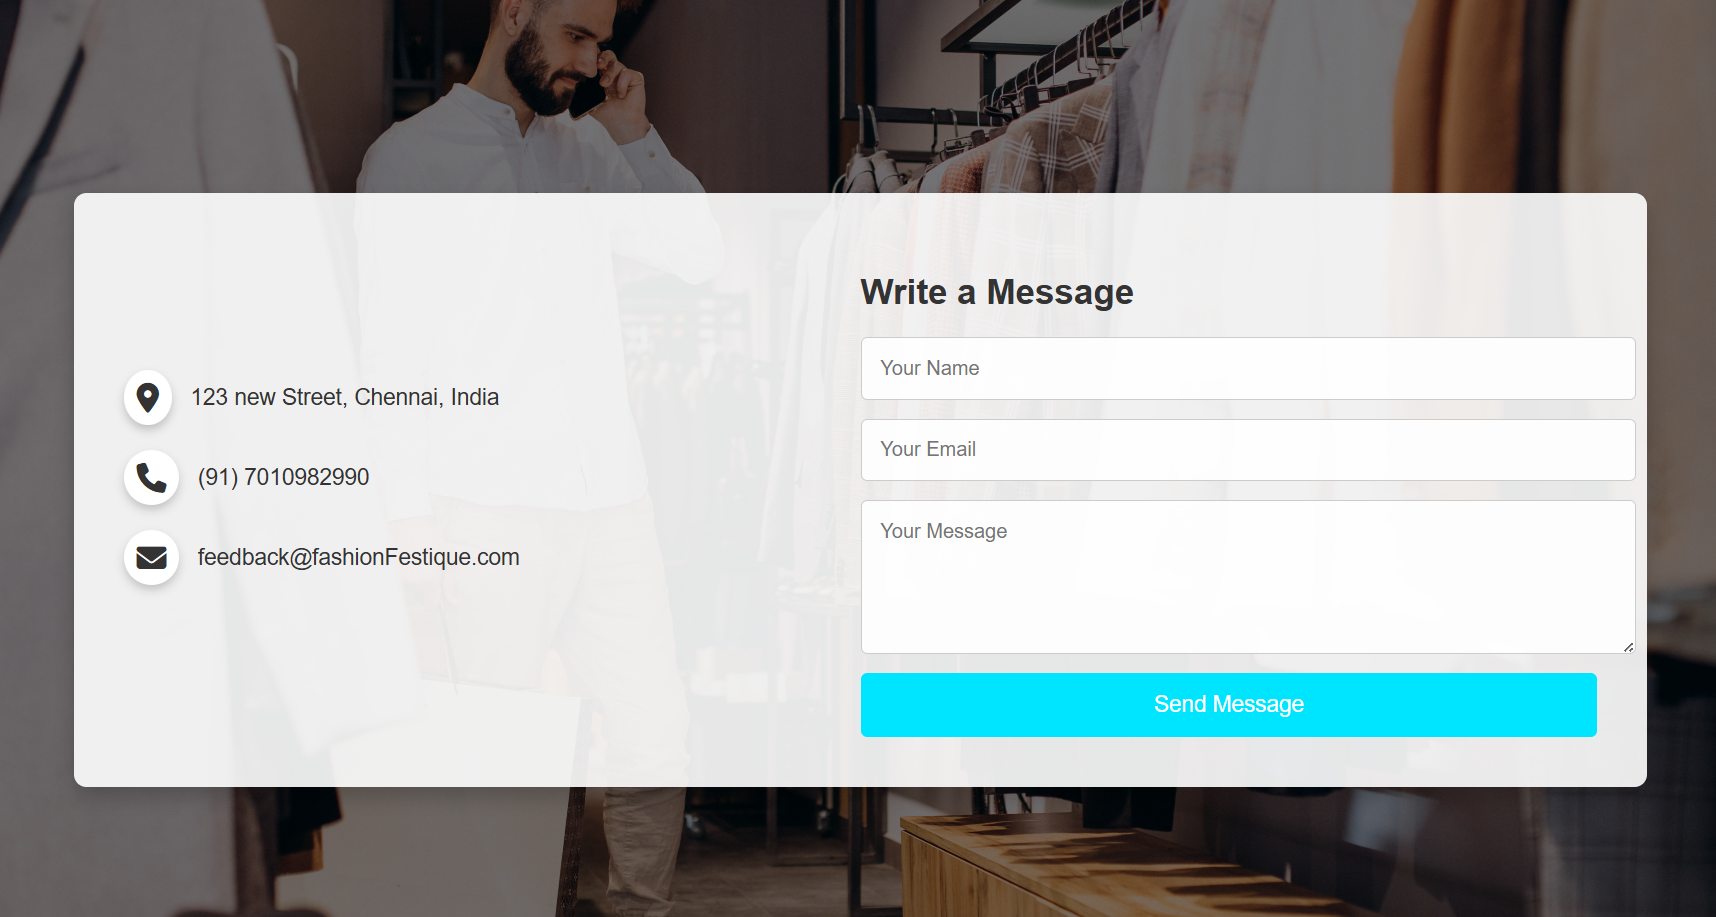 123 new Street, Chennai, India
(91) 7010982990
feedback@fashionFestique.com
Write a Message
Your Name
Your Email
Your Message
Send Message